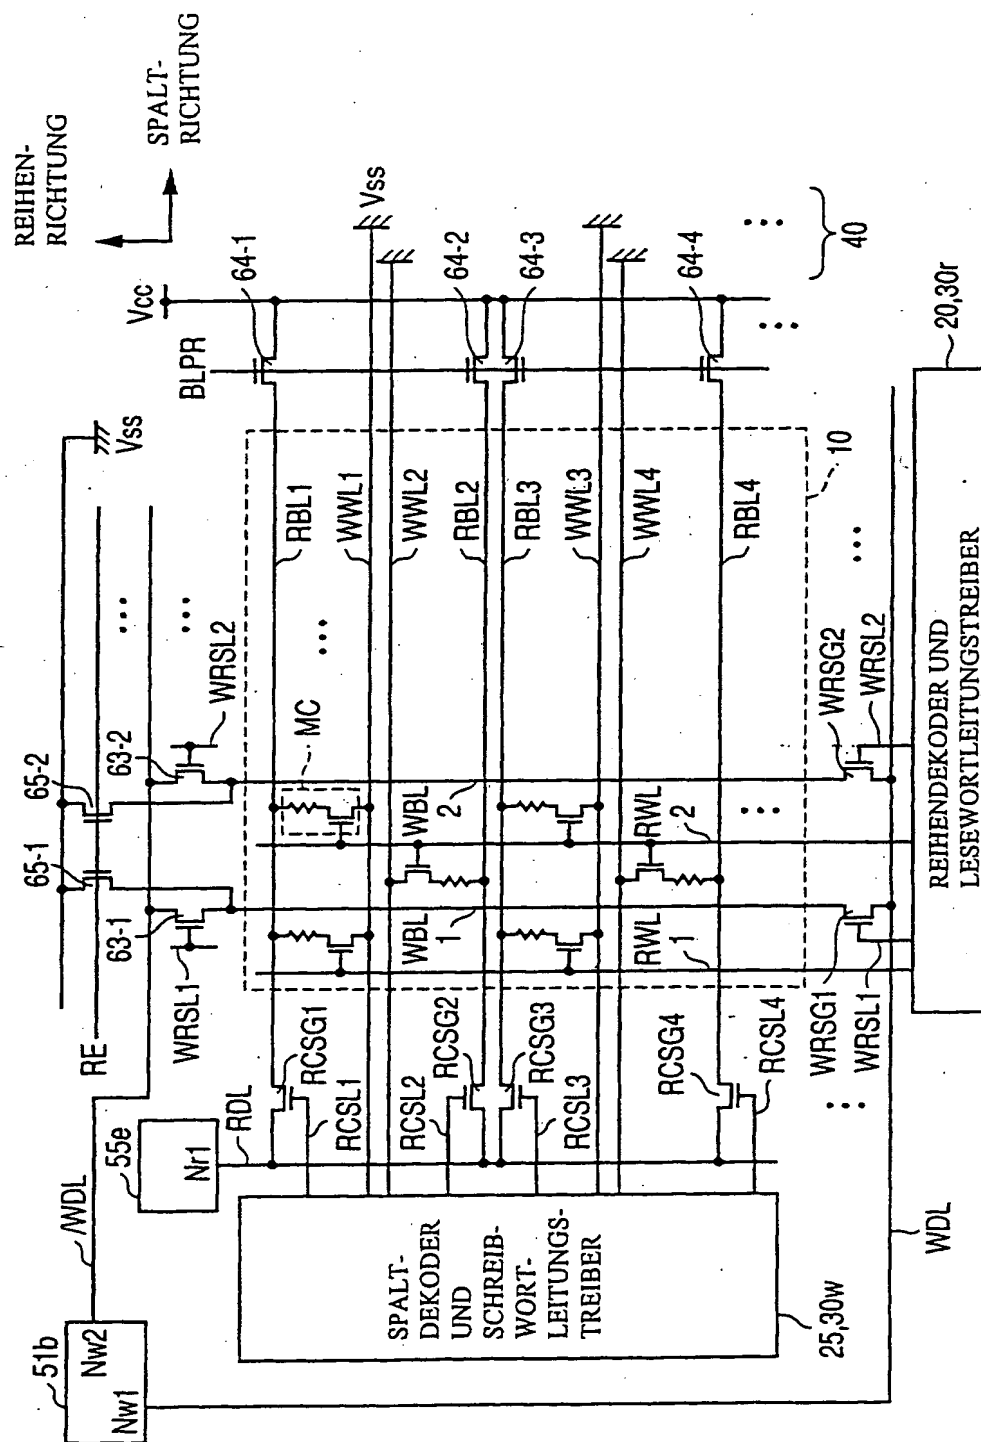 REIHEN-
RICHTUNG
SPALT-
RICHTUNG
51b
Nw2
Nw1
/WDL
55e
Nr1
RE
RDL
WRSL1
63-1
65-1
65-2
63-2
WRSL2
Vss
BLPR
Vcc
64-1
64-2
64-3
64-4
Vss
40
SPALT-
DEKODER
UND
SCHREIB-
WORT-
LEITUNGS-
TREIBER
25,30w
RCSG1
RCSL1
RCSL2
RCSG2
RCSG3
RCSL3
RCSG4
RCSL4
MC
WBL
1
WBL
2
RWL
1
RWL
2
RBL1
WWL1
WWL2
RBL2
RBL3
WWL3
WWL4
RBL4
10
WDL
WRSG1
WRSL1
WRSG2
WRSL2
REIHENDEKODER UND
LESEWORTLEITUNGSTREIBER
20,30r